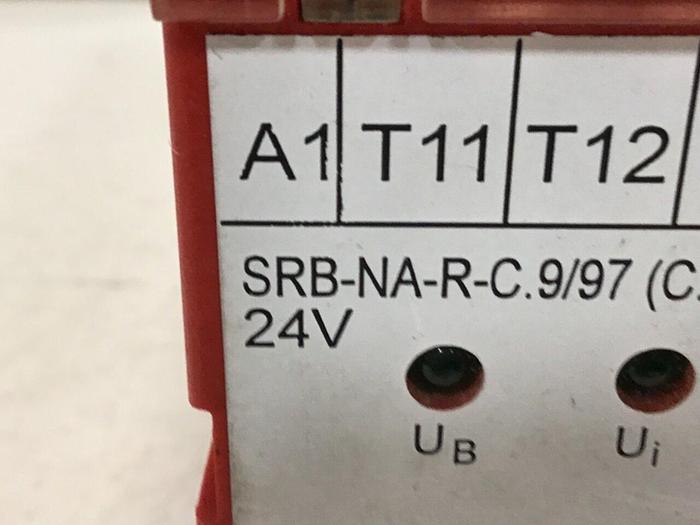 A1 T11 T12
SRB-NA-R-C.9/97 (C.
24V
UB Ui